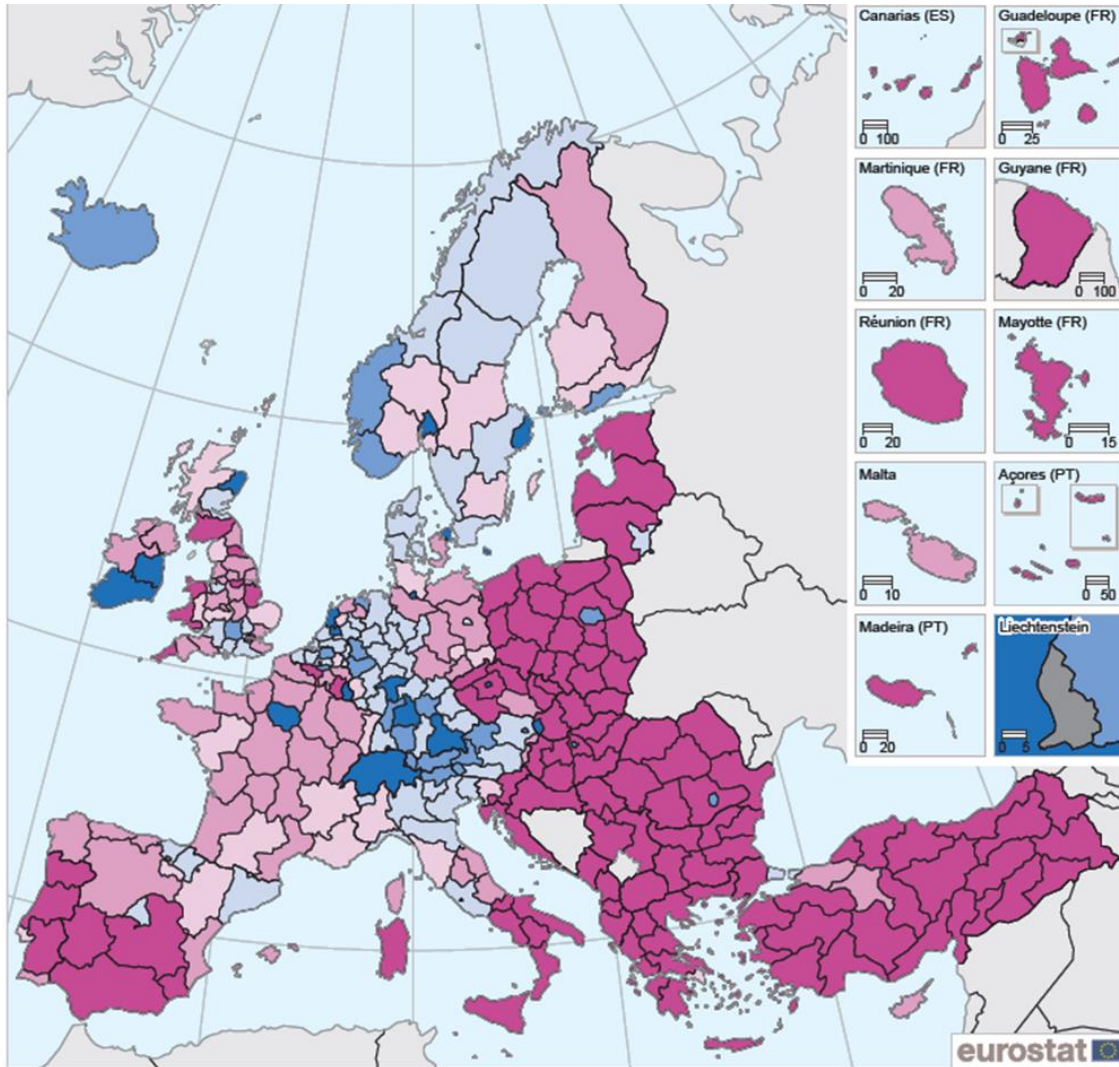 Canarias (ES)
0 100
Guadeloupe (FR)
0 25
Martinique (FR)
0 20
Guyane (FR)
0 100
Réunion (FR)
0 20
Mayotte (FR)
0 15
Malta
0 10
Açores (PT)
0 50
Madeira (PT)
0 20
Liechtenstein
0 5
eurostat